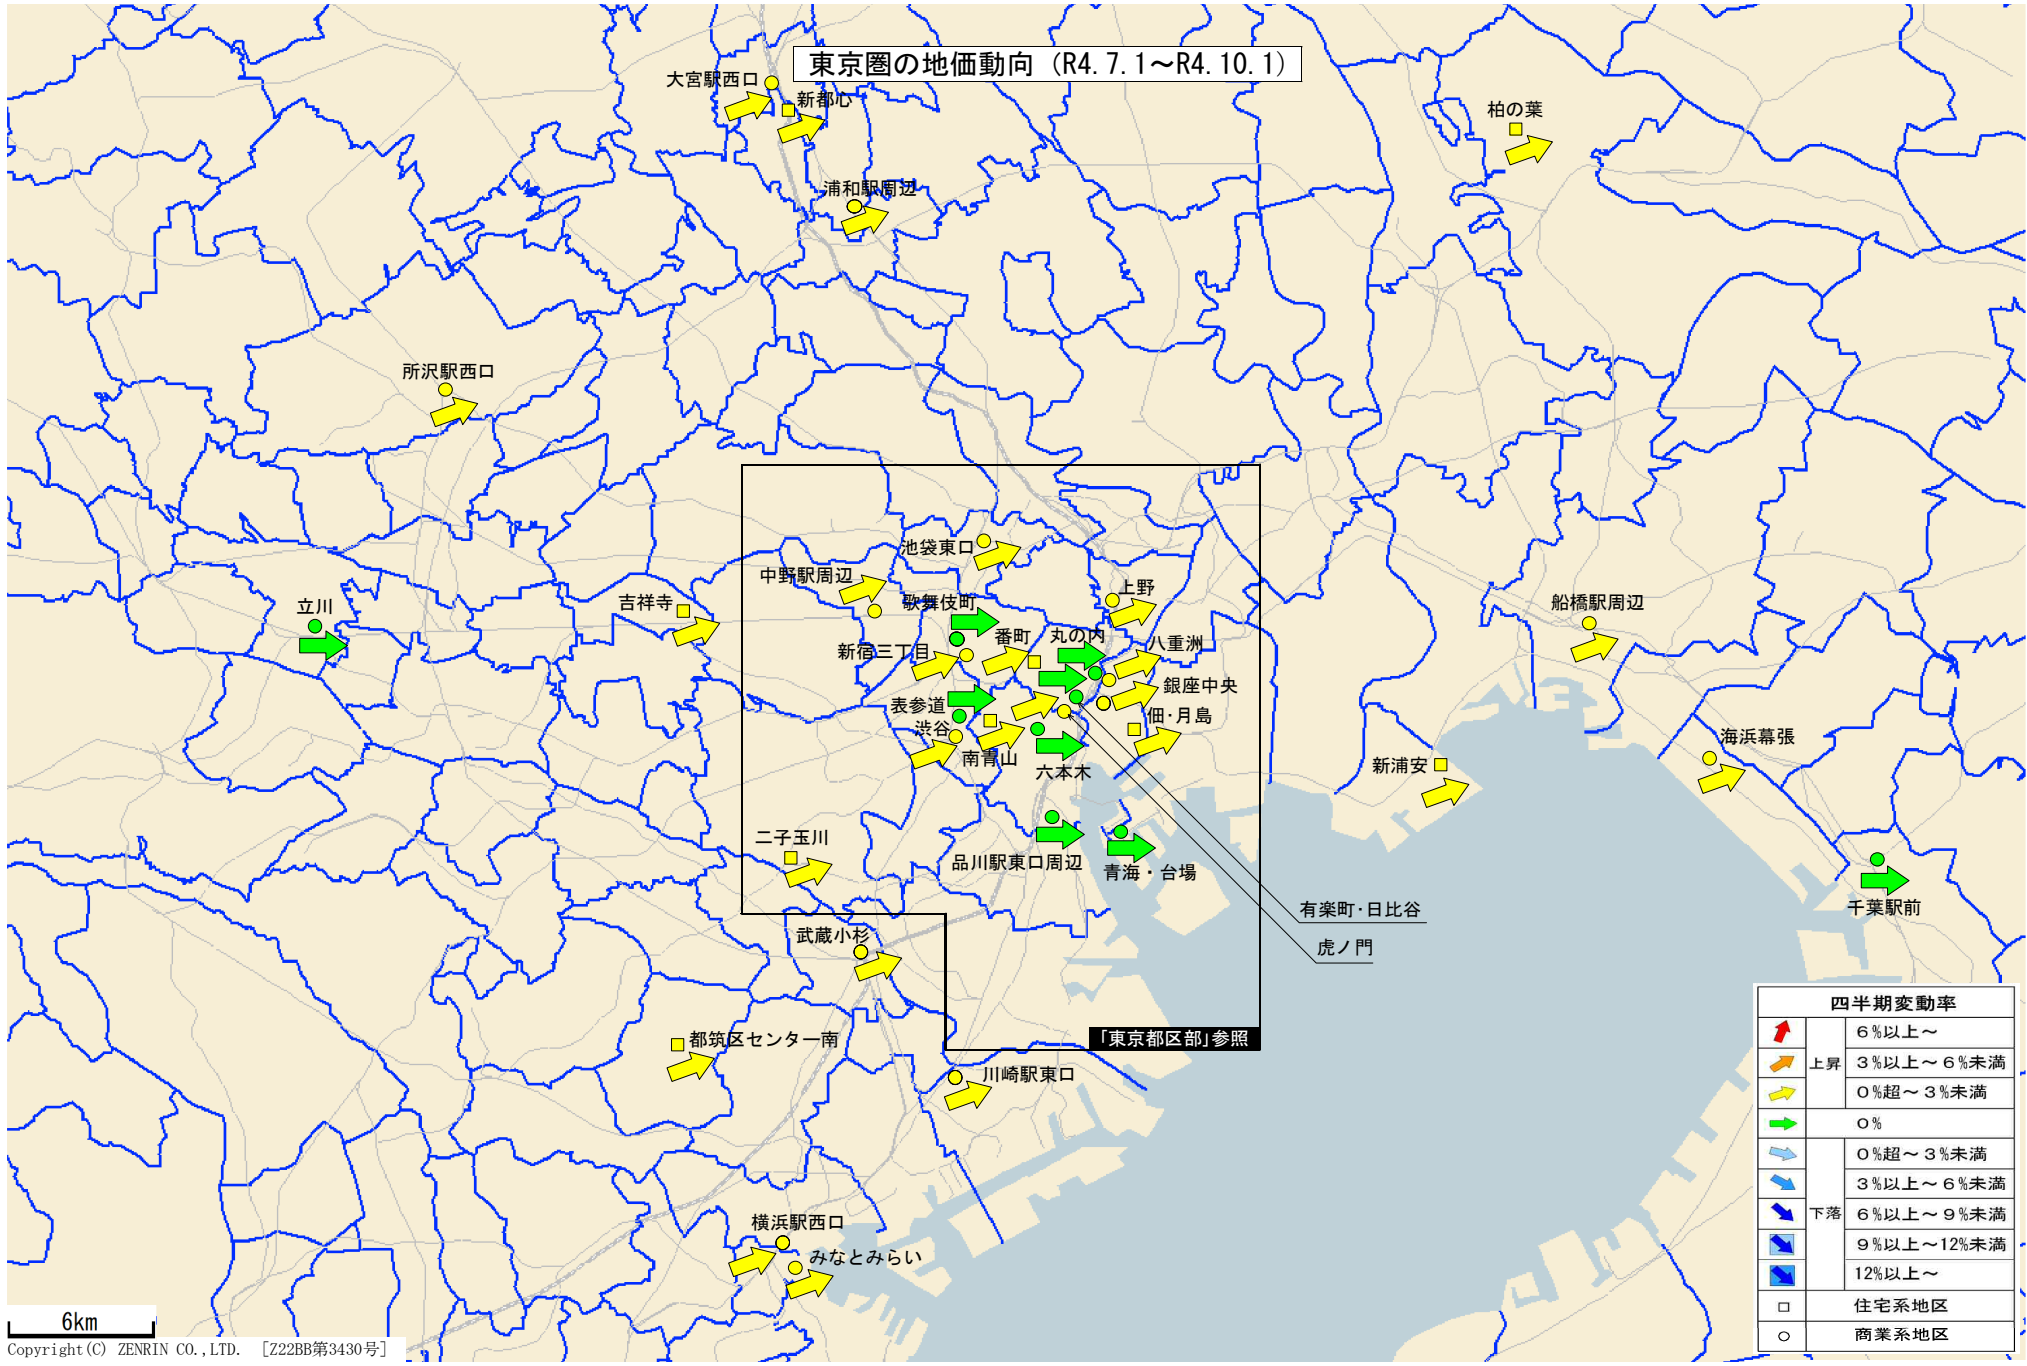 東京圏の地価動向（R4.7.1～R4.10.1）
大宮駅西口
新都心
柏の葉
浦和駅周辺
所沢駅西口
池袋東口
中野駅周辺
歌舞伎町
上野
立川
吉祥寺
新宿三丁目
番町
丸の内
八重洲
船橋駅周辺
銀座中央
表参道
渋谷
佃･月島
南青山
六本木
新浦安
海浜幕張
二子玉川
品川駅東口周辺
青海・台場
有楽町･日比谷
千葉駅前
武蔵小杉
虎ノ門
都筑区センター南
｢東京都区部｣参照
川崎駅東口
横浜駅西口
みなとみらい
四半期変動率
上昇
6%以上～
3%以上～6%未満
0%超～3%未満
0%
下落
0%超～3%未満
3%以上～6%未満
6%以上～9%未満
9%以上～12%未満
12%以上～
住宅系地区
商業系地区
6km
Copyright(C) ZENRIN CO.,LTD. [Z22BB第3430号]